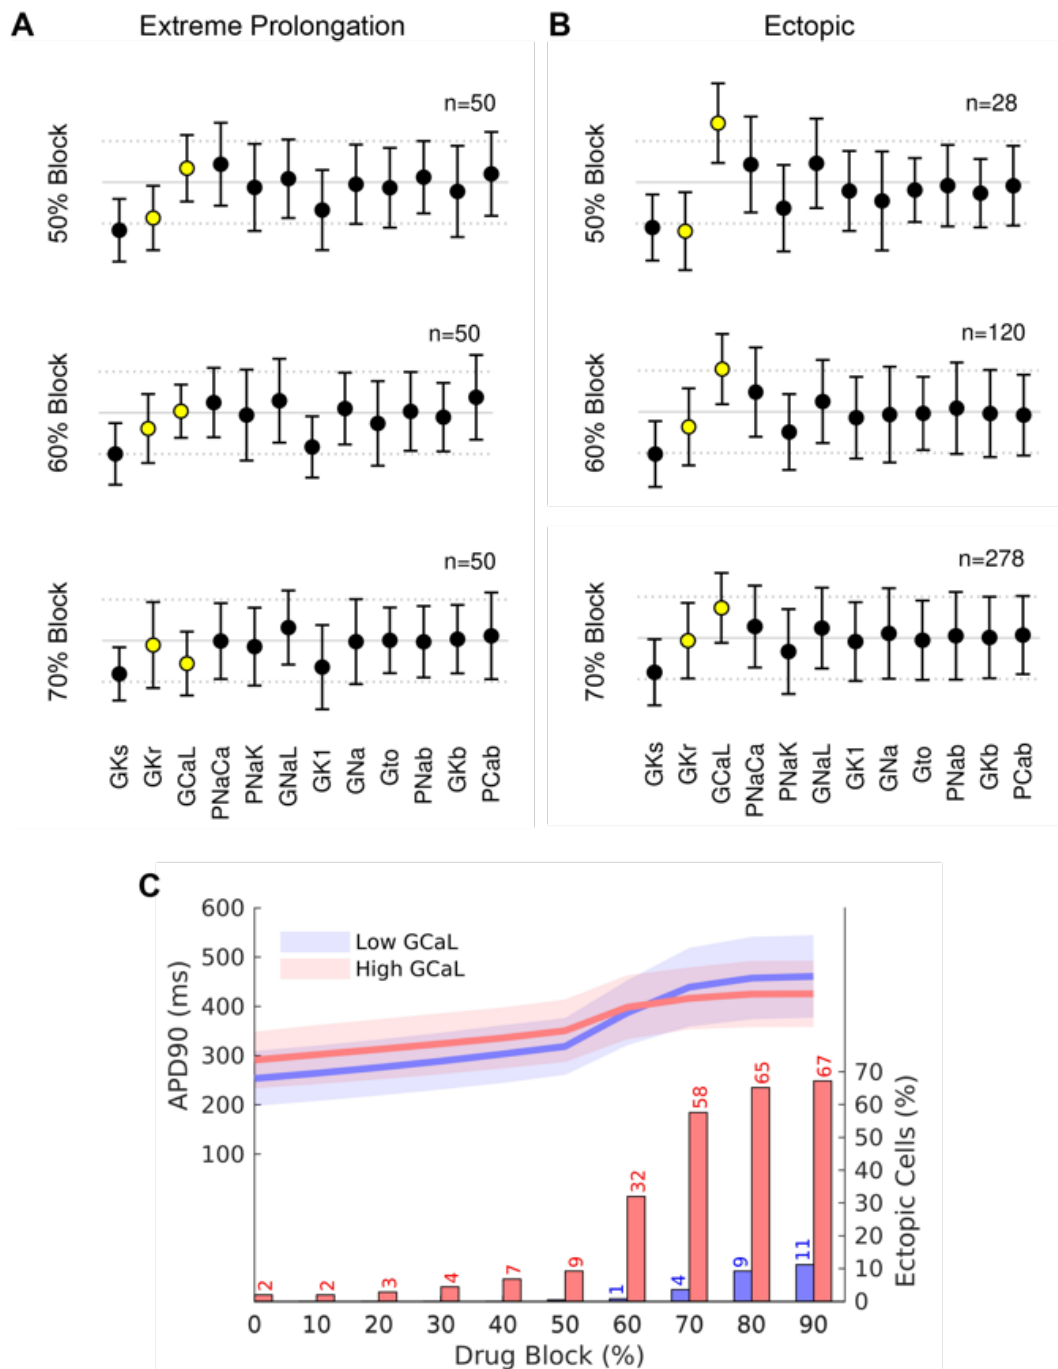 A
Extreme Prolongation
50% Block
n=50
60% Block
n=50
70% Block
n=50
GKs
GKr
GCaL
PNaCa
PNaK
GNaL
GK1
GNa
Gto
PNab
GKb
PCab
B
Ectopic
50% Block
n=28
60% Block
n=120
70% Block
n=278
GKs
GKr
GCaL
PNaCa
PNaK
GNaL
GK1
GNa
Gto
PNab
GKb
PCab
C
Low GCaL
High GCaL
APD90 (ms)
600
500
400
300
200
100
Ectopic Cells (%)
70
60
50
40
30
20
10
0
2
2
3
4
7
9
1
32
4
58
9
65
11
67
0
10
20
30
40
50
60
70
80
90
Drug Block (%)